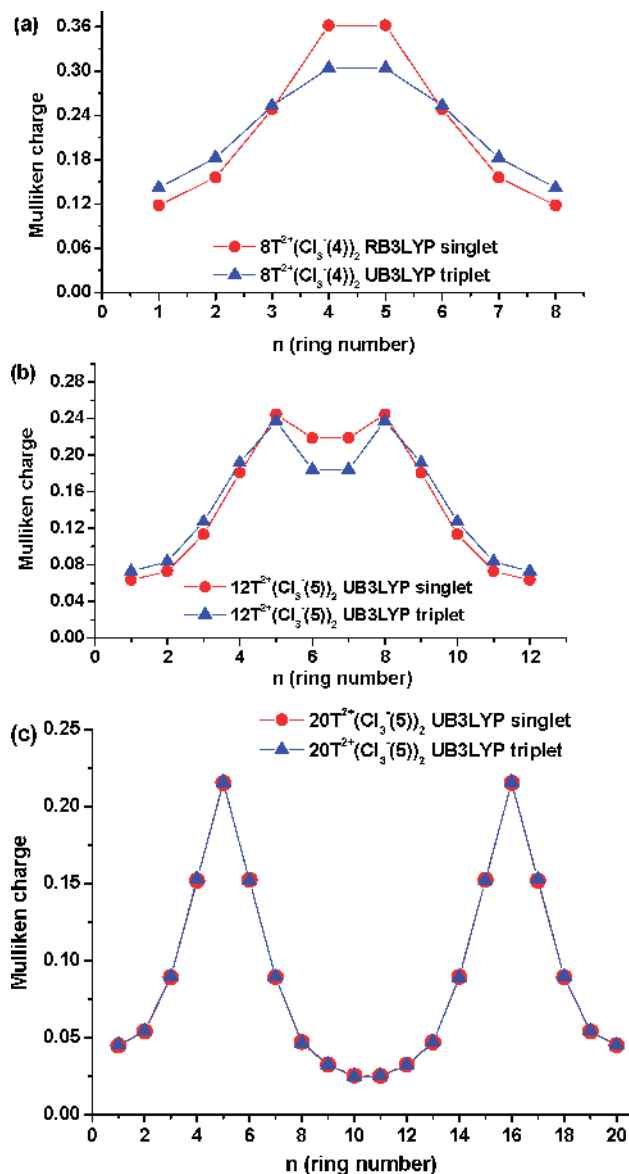 (a)
0.36
0.30
0.24
0.18
0.12
0.06
0.00
Mulliken charge
8T²⁺(Cl₃⁻(4))₂ RB3LYP singlet
8T²⁺(Cl₃⁻(4))₂ UB3LYP triplet
1 2 3 4 5 6 7 8
n (ring number)
(b)
0.28
0.24
0.20
0.16
0.12
0.08
0.04
0.00
Mulliken charge
12T²⁺(Cl₃⁻(5))₂ UB3LYP singlet
12T²⁺(Cl₃⁻(5))₂ UB3LYP triplet
0 2 4 6 8 10 12
n (ring number)
(c)
20T²⁺(Cl₃⁻(5))₂ UB3LYP singlet
20T²⁺(Cl₃⁻(5))₂ UB3LYP triplet
0.25
0.20
0.15
0.10
0.05
0.00
Mulliken charge
0 2 4 6 8 10 12 14 16 18 20
n (ring number)